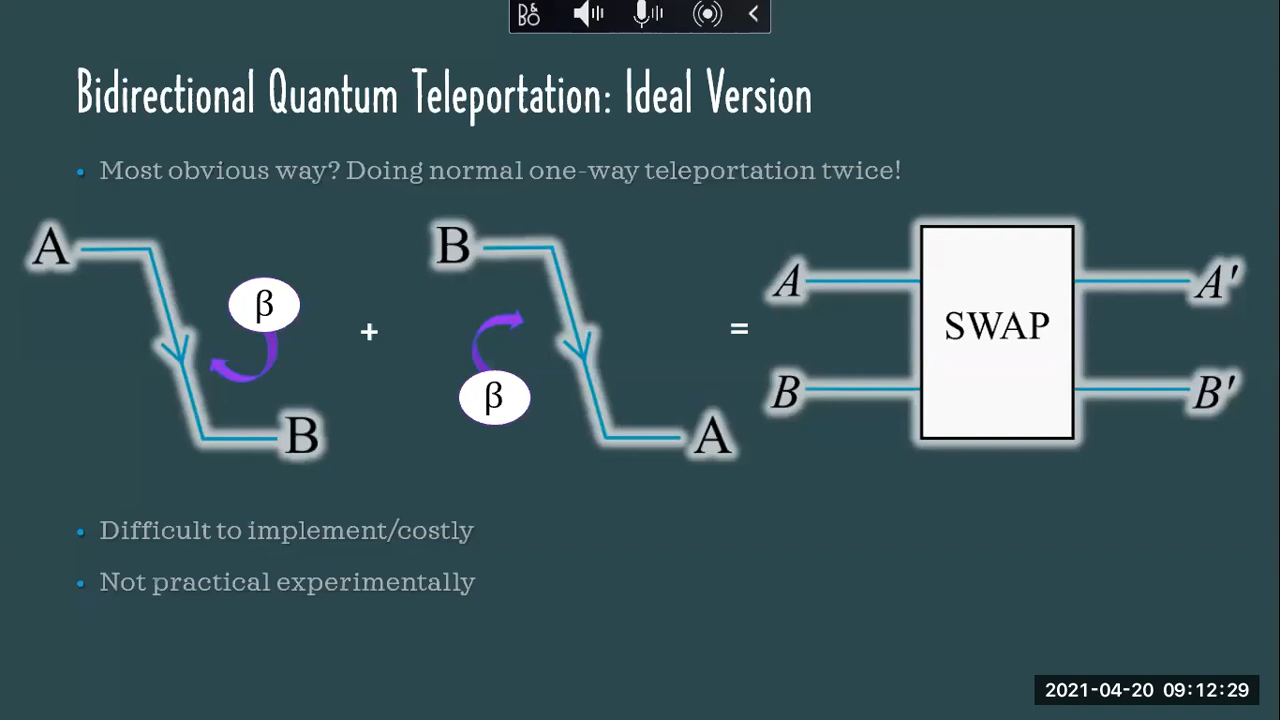 B&O
Bidirectional Quantum Teleportation: Ideal Version
• Most obvious way? Doing normal one-way teleportation twice!
A β B + B β A = A B SWAP A′ B′
• Difficult to implement/costly
• Not practical experimentally
2021-04-20 09:12:29